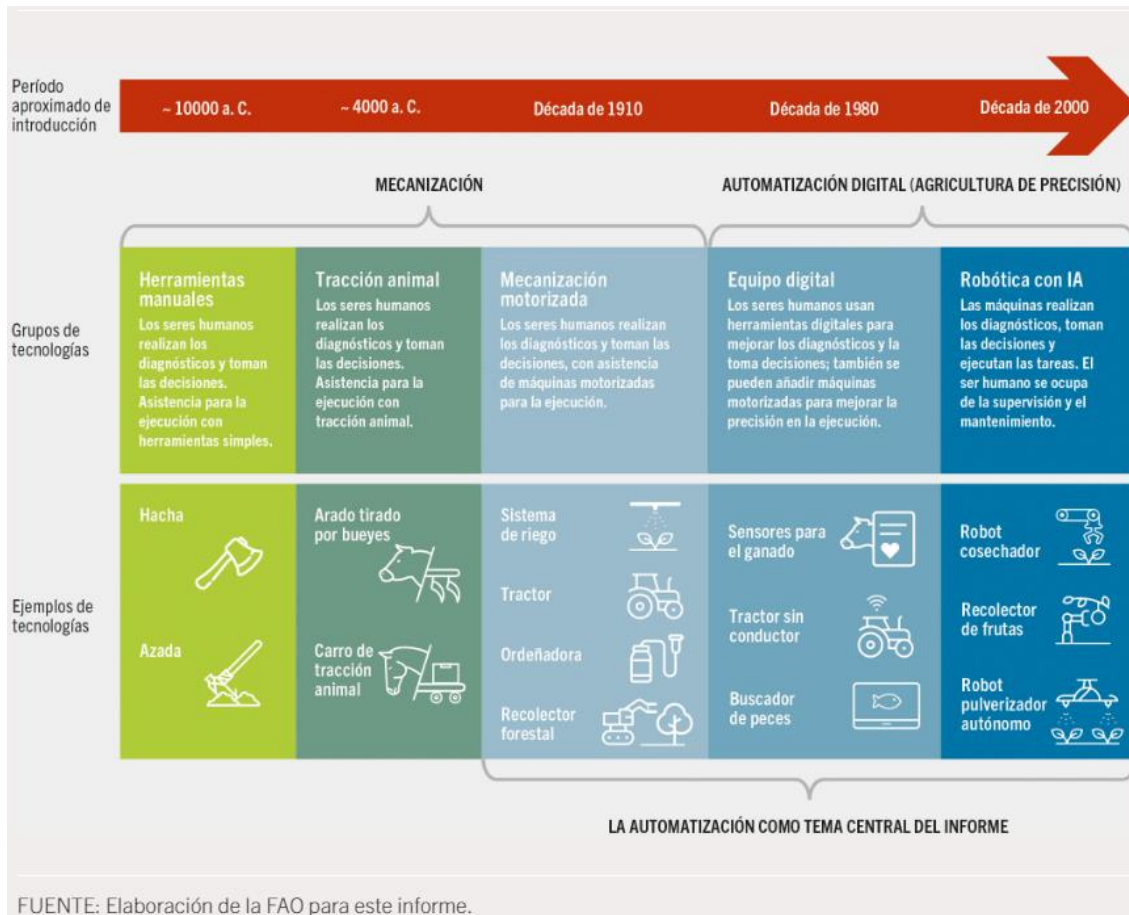 Período
aproximado de
introducción
~ 10000 a. C.
~ 4000 a. C.
Década de 1910
Década de 1980
Década de 2000
MECANIZACIÓN
AUTOMATIZACIÓN DIGITAL (AGRICULTURA DE PRECISIÓN)
Grupos de
tecnologías
Herramientas
manuales
Los seres humanos
realizan los
diagnósticos y toman
las decisiones.
Asistencia para la
ejecución con
herramientas simples.
Tracción animal
Los seres humanos
realizan los
diagnósticos y toman
las decisiones.
Asistencia para la
ejecución con
tracción animal.
Mecanización
motorizada
Los seres humanos realizan
los diagnósticos y toman las
decisiones, con asistencia
de máquinas motorizadas
para la ejecución.
Equipo digital
Los seres humanos usan
herramientas digitales para
mejorar los diagnósticos y la
toma decisiones; también se
pueden añadir máquinas
motorizadas para mejorar la
precisión en la ejecución.
Robótica con IA
Las máquinas realizan
los diagnósticos, toman
las decisiones y
ejecutan las tareas. El
ser humano se ocupa
de la supervisión y el
mantenimiento.
Ejemplos de
tecnologías
Hacha
Azada
Arado tirado
por bueyes
Carro de
tracción
animal
Sistema
de riego
Tractor
Ordeñadora
Recolector
forestal
Sensores para
el ganado
Tractor sin
conductor
Buscador
de peces
Robot
cosechador
Recolector
de frutas
Robot
pulverizador
autónomo
LA AUTOMATIZACIÓN COMO TEMA CENTRAL DEL INFORME
FUENTE: Elaboración de la FAO para este informe.